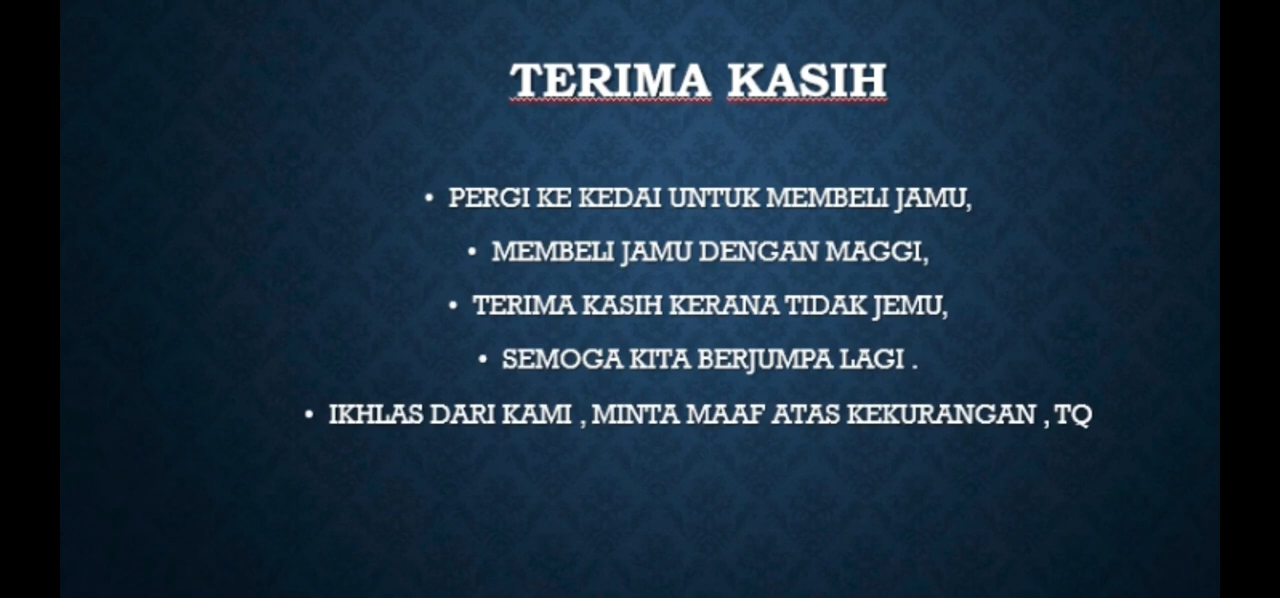 TERIMA KASIH
• PERGI KE KEDAI UNTUK MEMBELI JAMU,
• MEMBELI JAMU DENGAN MAGGI,
• TERIMA KASIH KERANA TIDAK JEMU,
• SEMOGA KITA BERJUMPA LAGI .
• IKHLAS DARI KAMI , MINTA MAAF ATAS KEKURANGAN , TQ